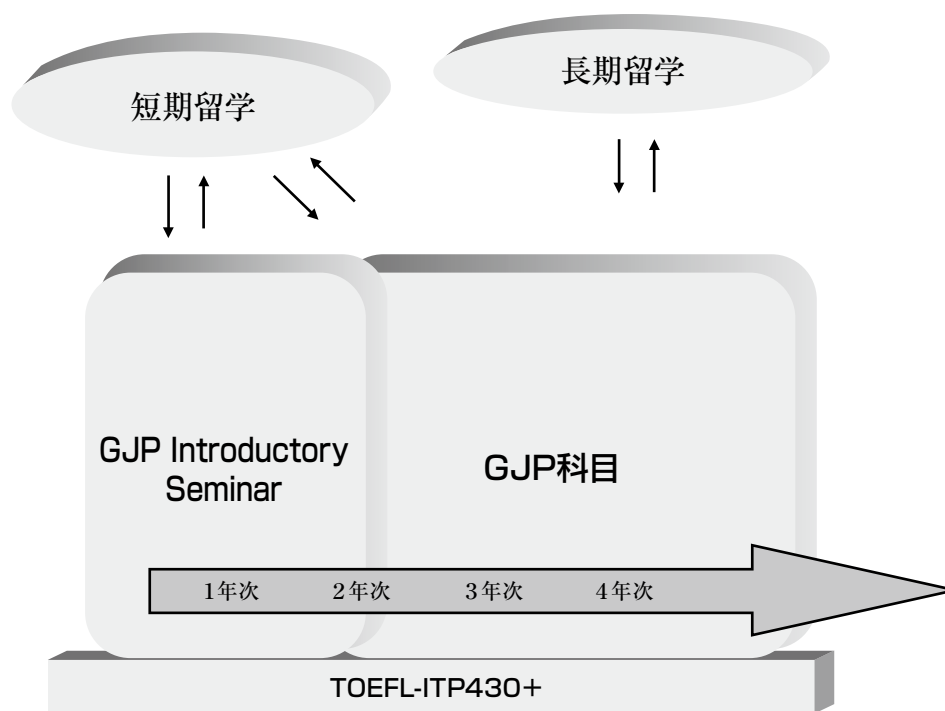 短期留学
長期留学
GJP Introductory
Seminar
GJP科目
1年次 2年次 3年次 4年次
TOEFL-ITP430+